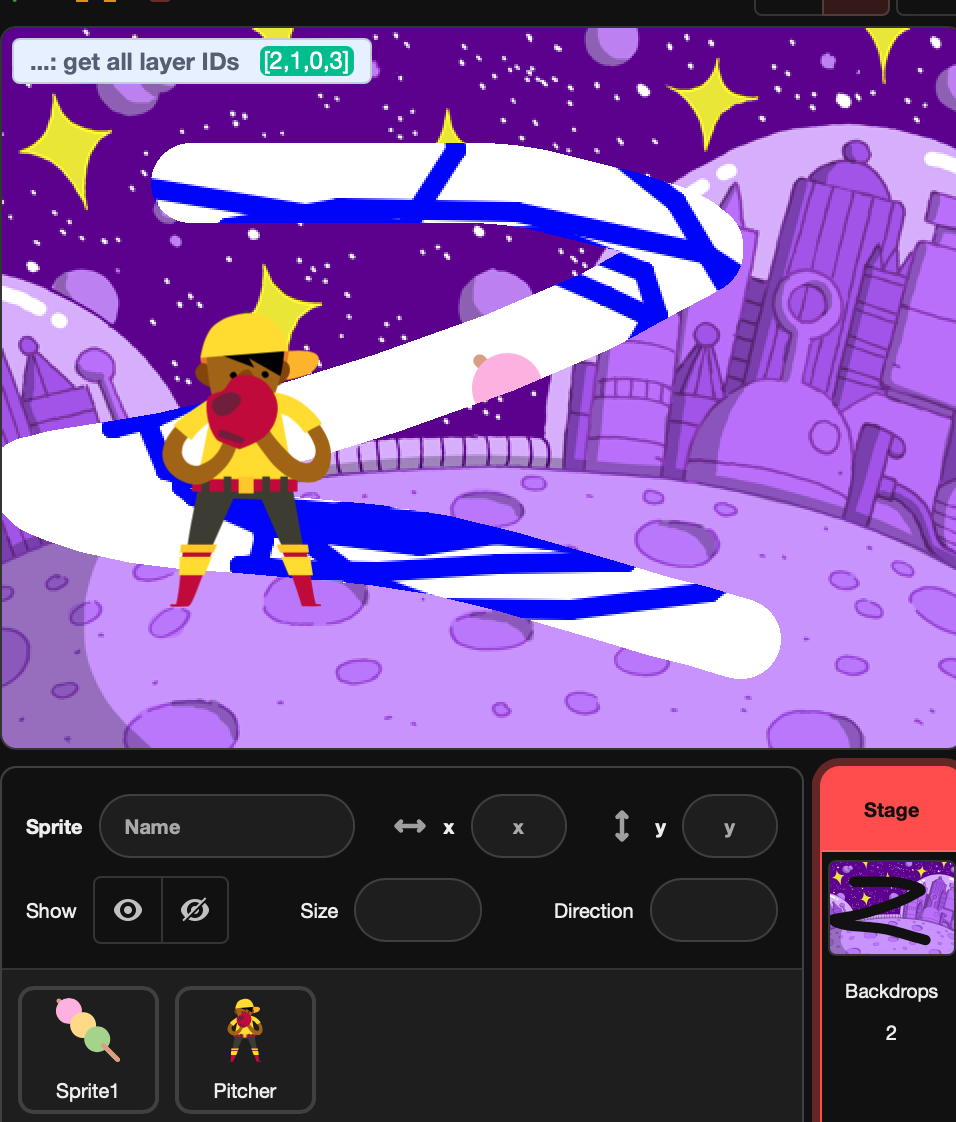 ...: get all layer IDs [2,1,0,3]
Sprite Name x x y y
Show Size Direction
Stage
Backdrops
2
Sprite1
Pitcher